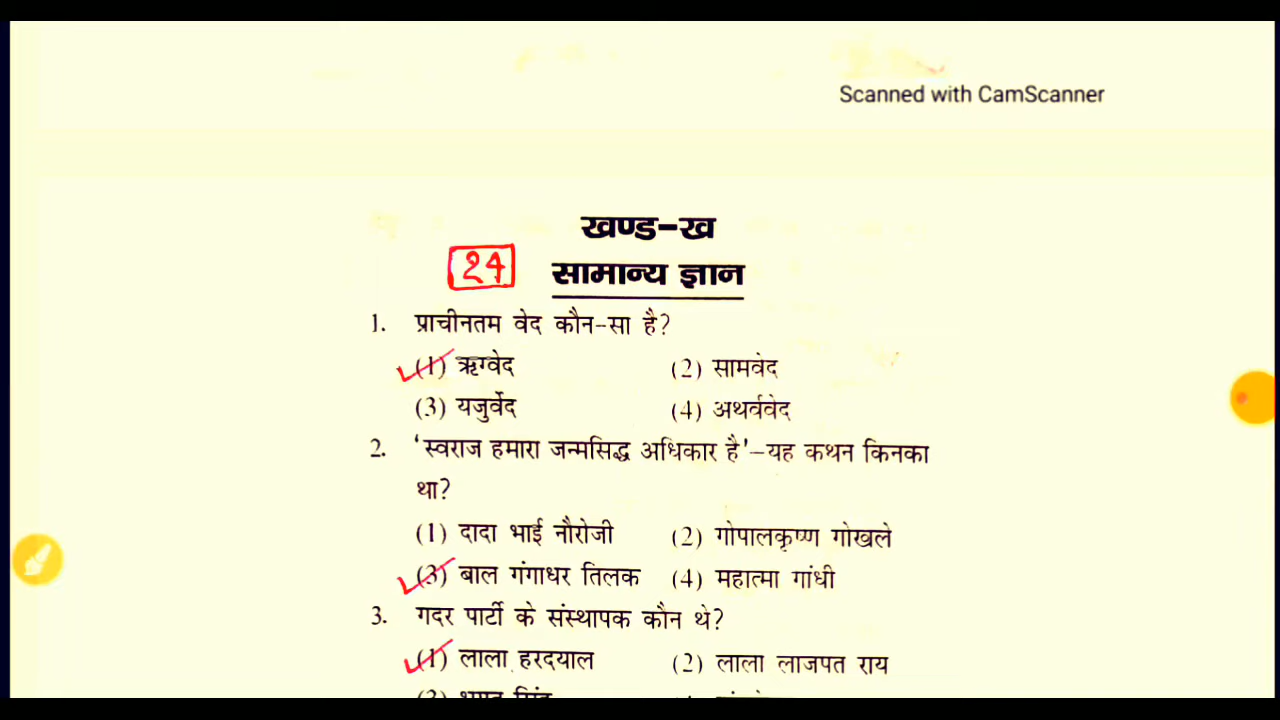 Scanned with CamScanner
खण्ड-ख
24 सामान्य ज्ञान
1. प्राचीनतम वेद कौन-सा है?
(1) ऋग्वेद (2) सामवेद
(3) यजुर्वेद (4) अथर्ववेद
2. 'स्वराज हमारा जन्मसिद्ध अधिकार है'-यह कथन किनका
था?
(1) दादा भाई नौरोजी (2) गोपालकृष्ण गोखले
(3) बाल गंगाधर तिलक (4) महात्मा गांधी
3. गदर पार्टी के संस्थापक कौन थे?
(1) लाला हरदयाल (2) लाला लाजपत राय